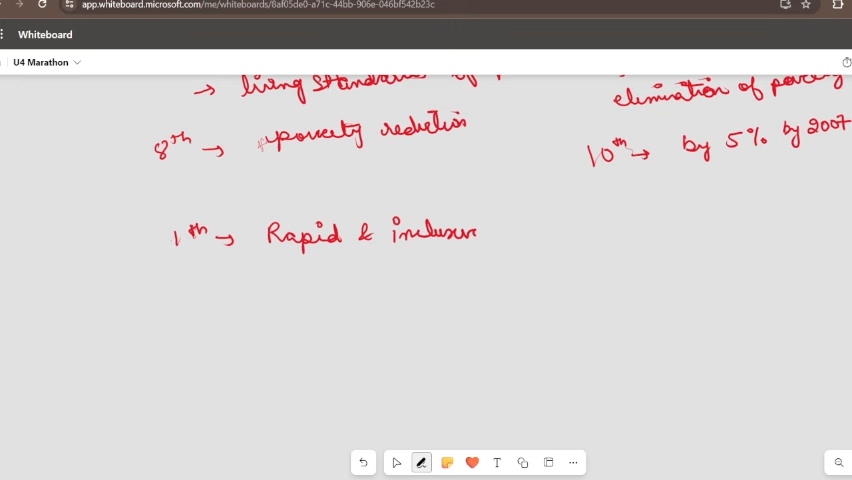 app.whiteboard.microsoft.com/me/whiteboards/8af05de0-a71c-44bb-906e-046bf542b23c
Whiteboard
U4 Marathon
→ living standards of
elimination of poverty
8th → poverty reduction
10th → by 5% by 2007
1th → Rapid & inclusive
T